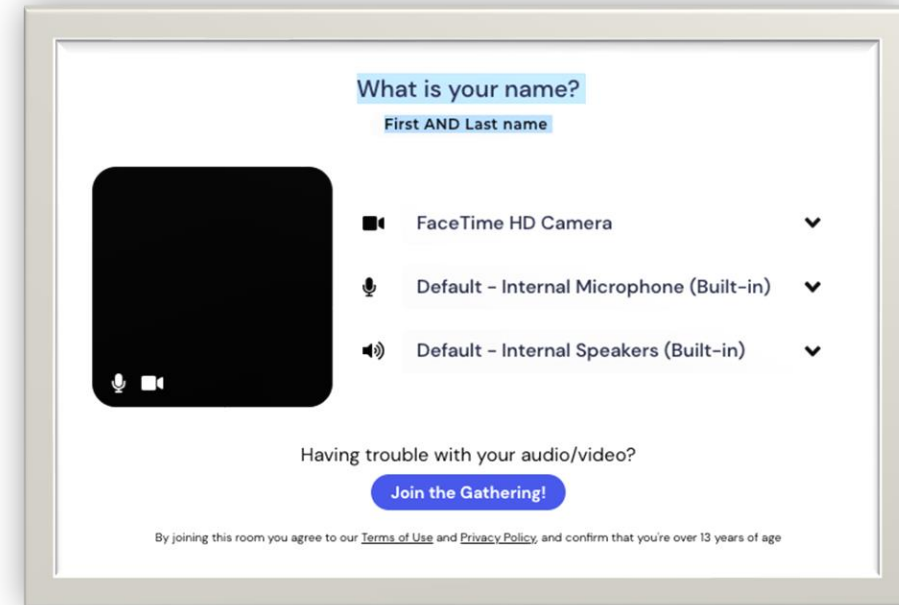 What is your name?
First AND Last name
FaceTime HD Camera
Default - Internal Microphone (Built-in)
Default - Internal Speakers (Built-in)
Having trouble with your audio/video?
Join the Gathering!
By joining this room you agree to our Terms of Use and Privacy Policy, and confirm that you're over 13 years of age